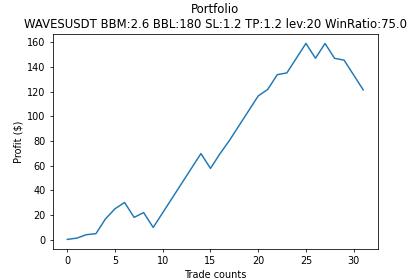 Portfolio
WAVESUSDT BBM:2.6 BBL:180 SL:1.2 TP:1.2 lev:20 WinRatio:75.0
160
140
120
100
80
60
40
20
0
Profit ($)
0 5 10 15 20 25 30
Trade counts